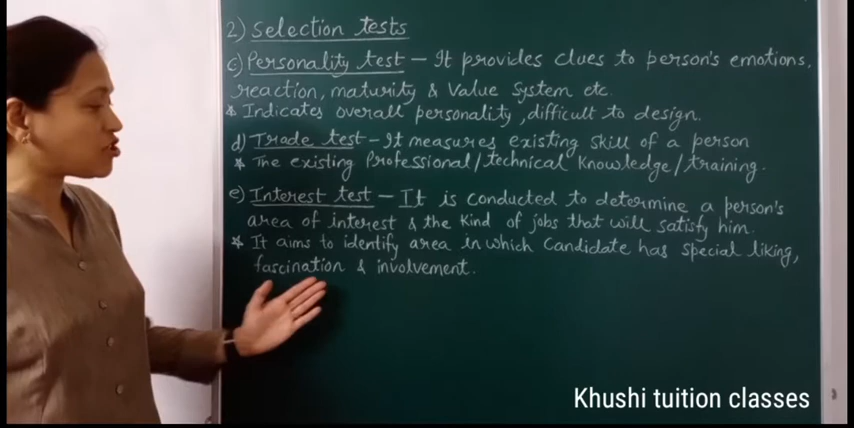 2) Selection tests
c) Personality test – It provides clues to person's emotions,
reaction, maturity & Value System etc.
* Indicates overall personality, difficult to design.
d) Trade test – It measures existing skill of a person
* The existing Professional/technical Knowledge/training.
e) Interest test – It is conducted to determine a person's
area of interest & the Kind of jobs that will satisfy him.
* It aims to identify area in which Candidate has special liking,
fascination & involvement.
Khushi tuition classes